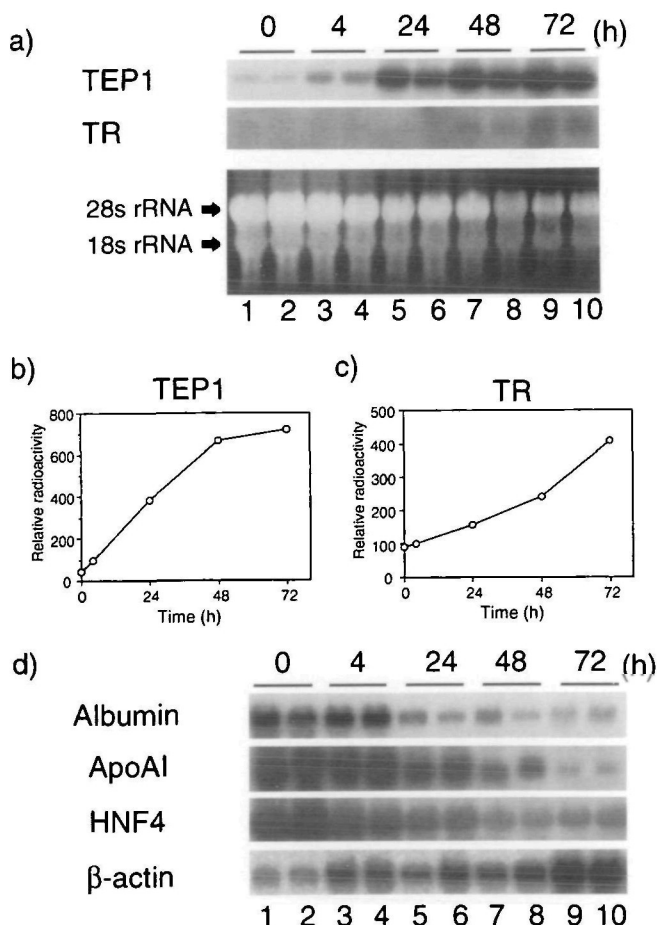 a)
0 4 24 48 72 (h)
TEP1
TR
28s rRNA
18s rRNA
1 2 3 4 5 6 7 8 9 10
b)
TEP1
Relative radioactivity
800
600
400
200
0
0 24 48 72
Time (h)
c)
TR
Relative radioactivity
500
400
300
200
100
0
0 24 48 72
Time (h)
d)
0 4 24 48 72 (h)
Albumin
ApoAI
HNF4
β-actin
1 2 3 4 5 6 7 8 9 10